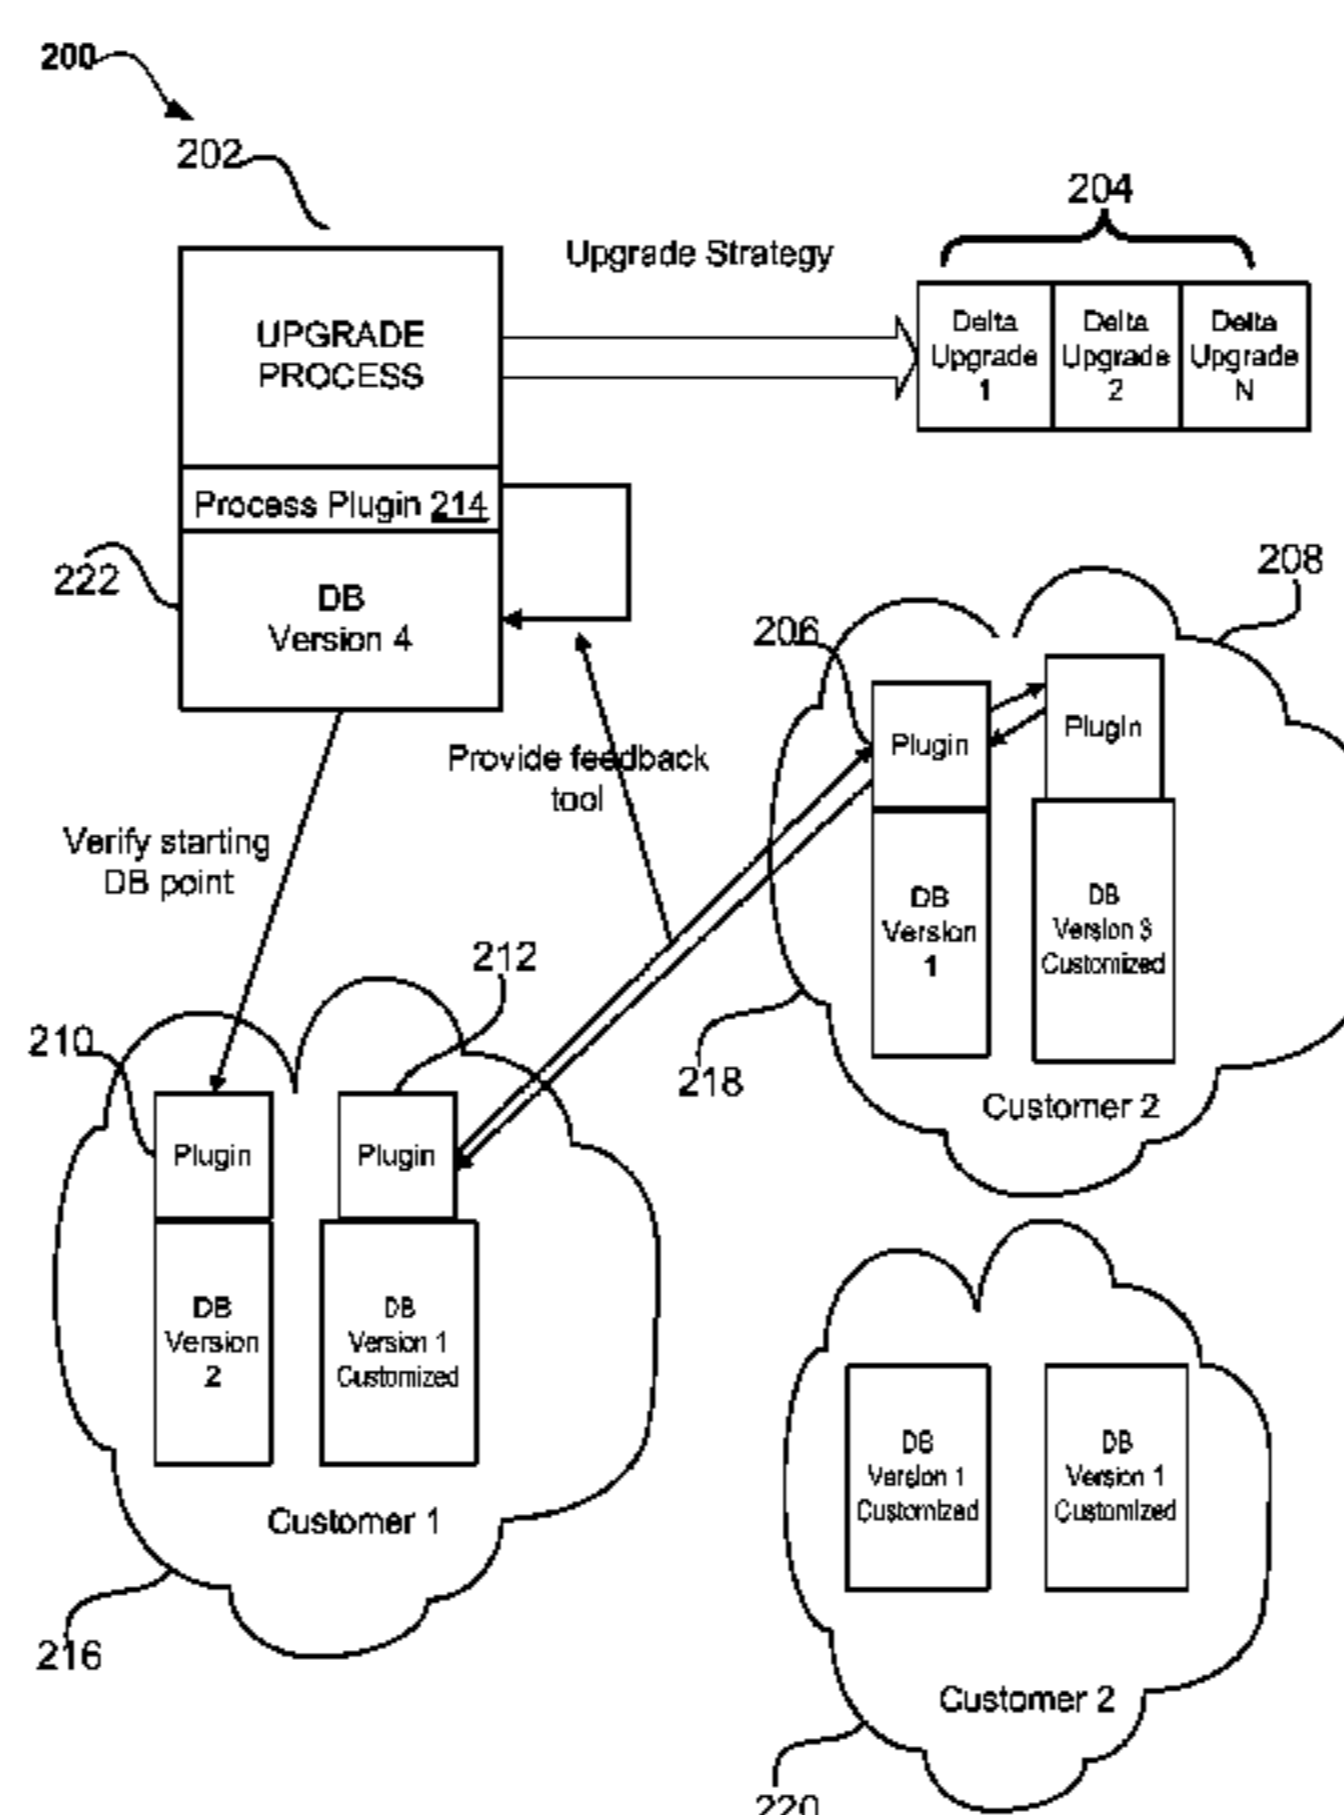 200
202
204
Upgrade Strategy
UPGRADE
PROCESS
Delta
Upgrade
1
Delta
Upgrade
2
Delta
Upgrade
N
Process Plugin 214
222
DB
Version 4
208
206
Plugin
Plugin
Provide feedback
tool
Verify starting
DB point
DB
Version
1
DB
Version 3
Customized
212
210
218
Customer 2
Plugin
Plugin
DB
Version
2
DB
Version 1
Customized
Customer 1
216
DB
Version 1
Customized
DB
Version 1
Customized
Customer 2
220